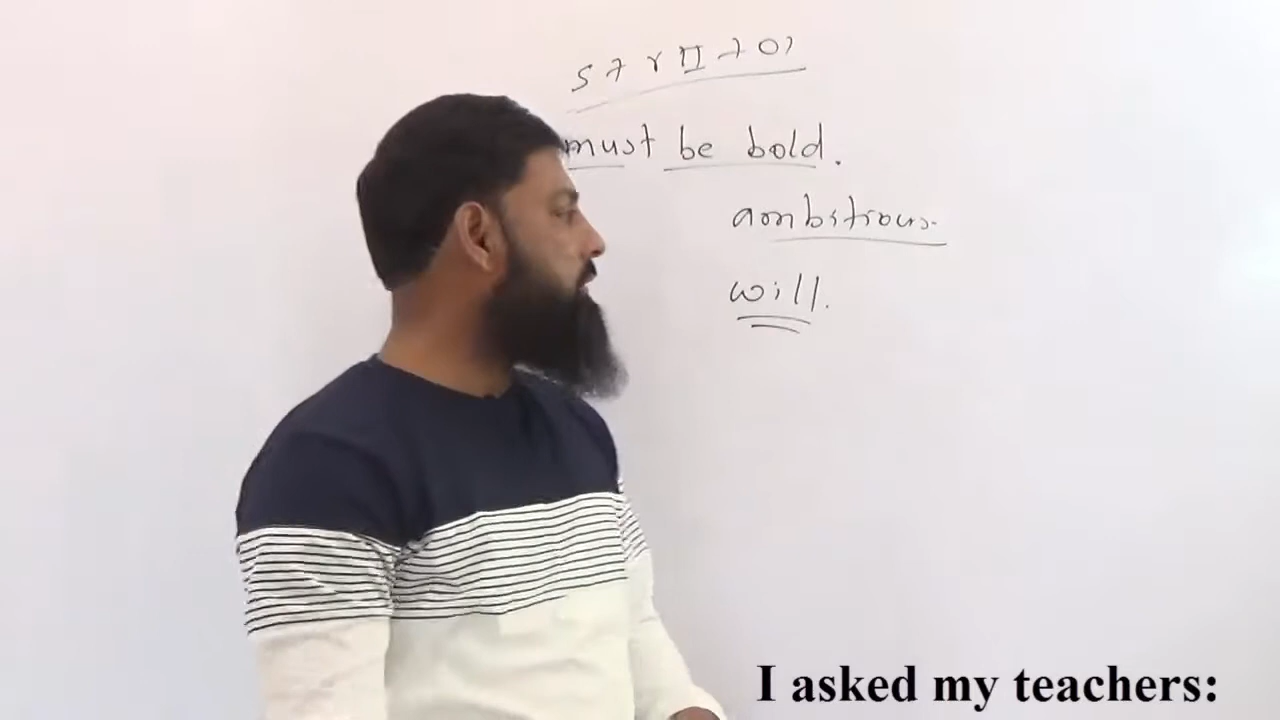 must be bold.
ambitious.
will.
I asked my teachers: